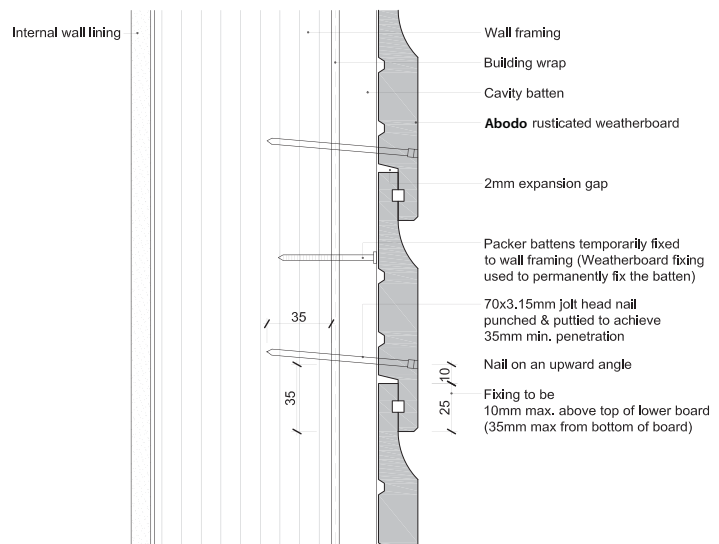 Internal wall lining
Wall framing
Building wrap
Cavity batten
Abodo rusticated weatherboard
2mm expansion gap
Packer battens temporarily fixed
to wall framing (Weatherboard fixing
used to permanently fix the batten)
35
70x3.15mm jolt head nail
punched & puttied to achieve
35mm min. penetration
Nail on an upward angle
10
35
25
Fixing to be
10mm max. above top of lower board
(35mm max from bottom of board)